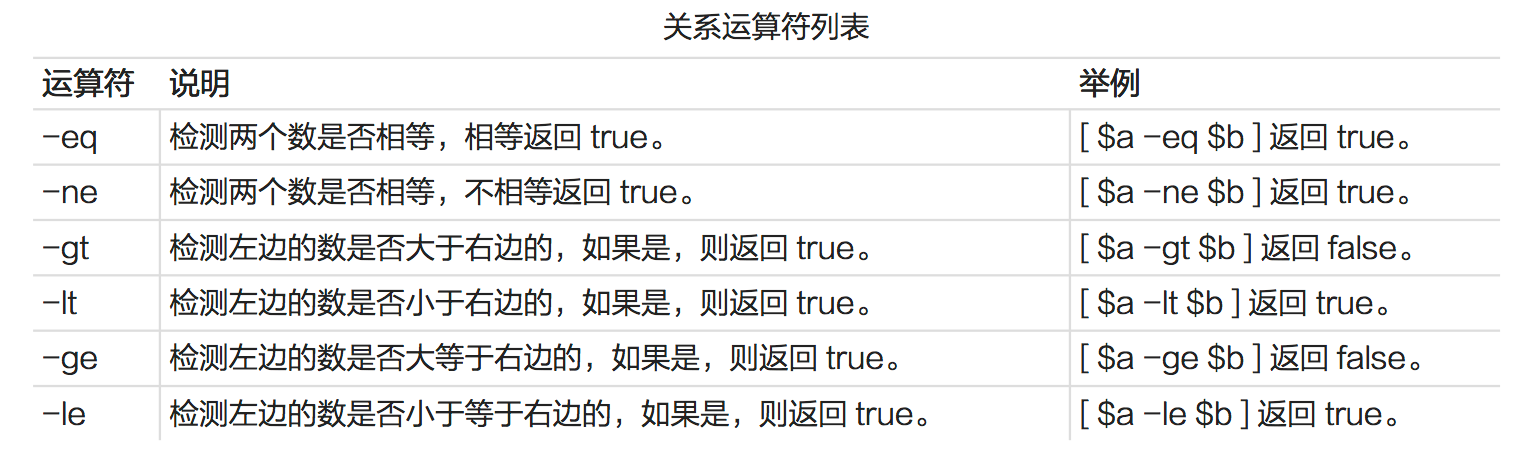 关系运算符列表
运算符 说明 举例
-eq 检测两个数是否相等，相等返回 true。 [ $a -eq $b ] 返回 true。
-ne 检测两个数是否相等，不相等返回 true。 [ $a -ne $b ] 返回 true。
-gt 检测左边的数是否大于右边的，如果是，则返回 true。 [ $a -gt $b ] 返回 false。
-lt 检测左边的数是否小于右边的，如果是，则返回 true。 [ $a -lt $b ] 返回 true。
-ge 检测左边的数是否大等于右边的，如果是，则返回 true。 [ $a -ge $b ] 返回 false。
-le 检测左边的数是否小于等于右边的，如果是，则返回 true。 [ $a -le $b ] 返回 true。